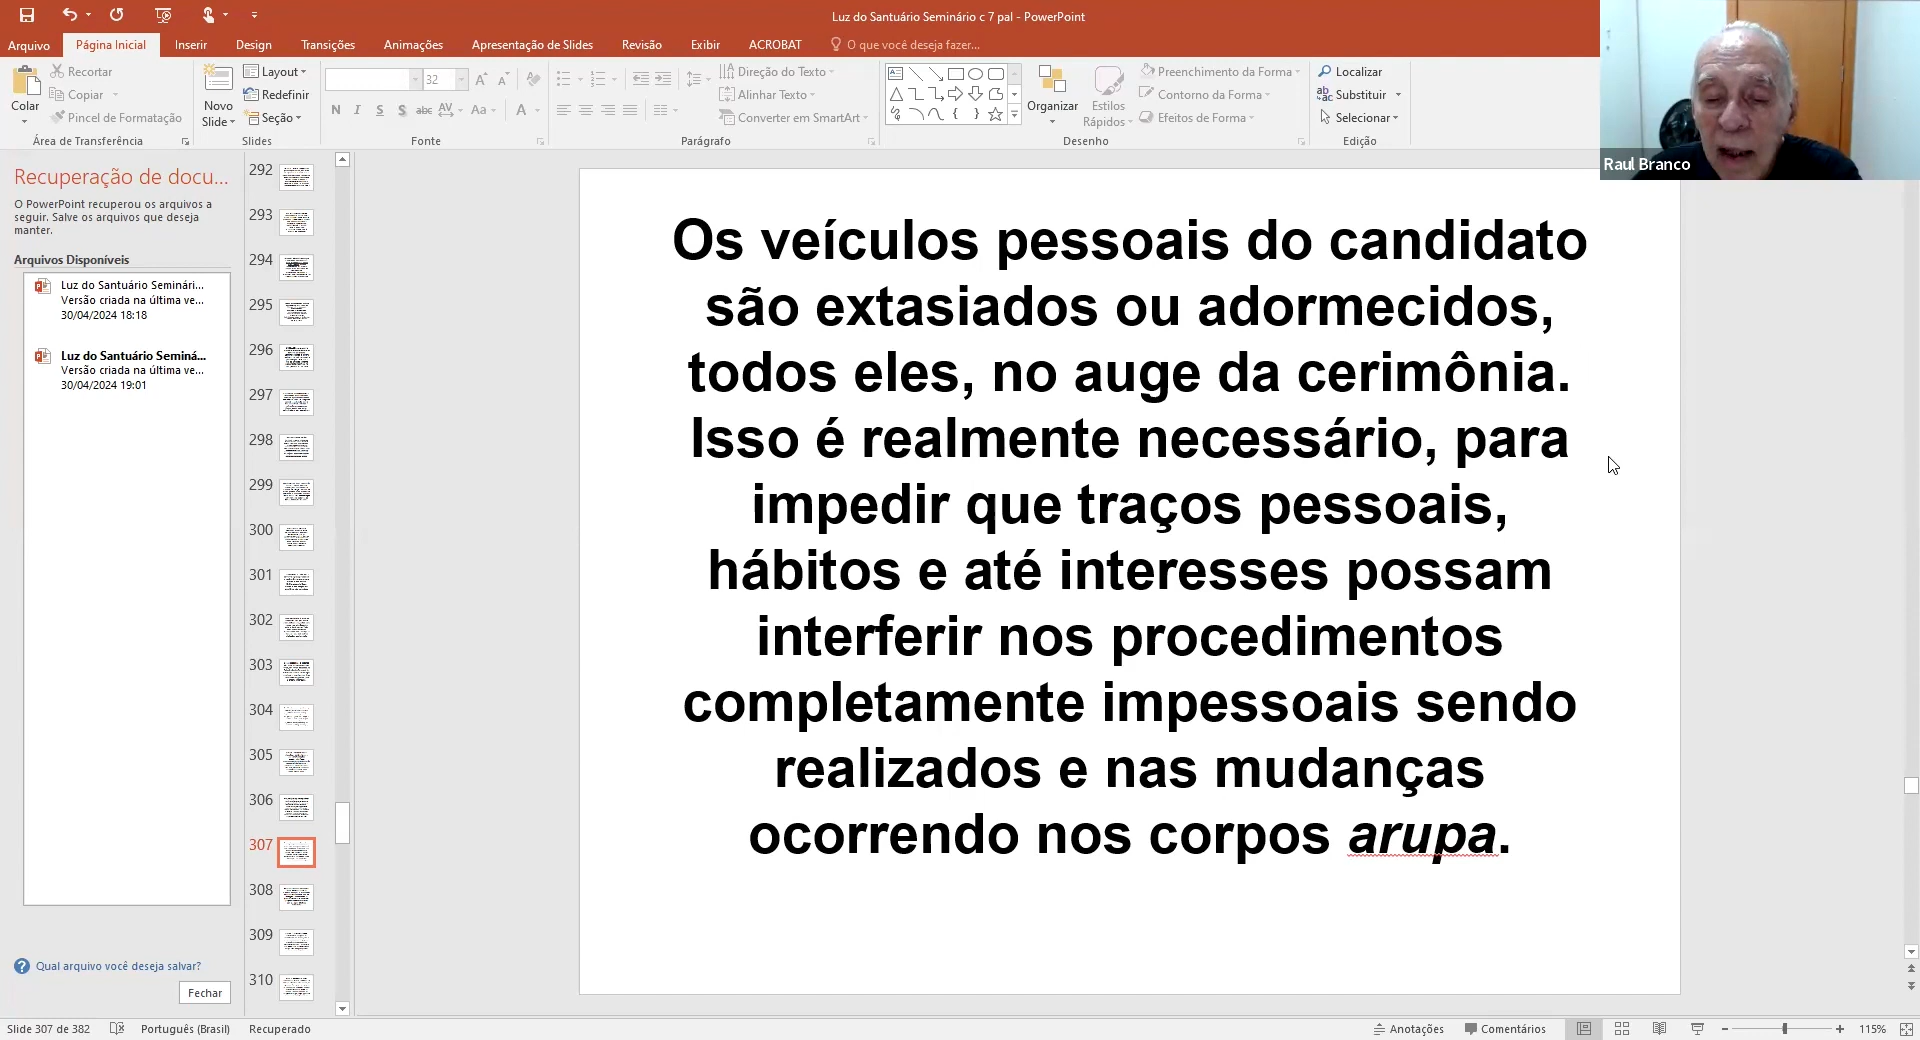 Luz do Santuário Seminário c 7 pal - PowerPoint
Arquivo
Página Inicial
Inserir
Design
Transições
Animações
Apresentação de Slides
Revisão
Exibir
ACROBAT
O que você deseja fazer...
Colar
Recortar
Copiar
Pincel de Formatação
Área de Transferência
Novo
Slide
Layout
Redefinir
Seção
Slides
32
N I S S abc AV Aa A
Fonte
Direção do Texto
Alinhar Texto
Converter em SmartArt
Parágrafo
Organizar
Estilos
Rápidos
Preenchimento da Forma
Contorno da Forma
Efeitos de Forma
Desenho
Localizar
Substituir
Selecionar
Edição
Raul Branco
Recuperação de docu...
O PowerPoint recuperou os arquivos a
seguir. Salve os arquivos que deseja
manter.
Arquivos Disponíveis
Luz do Santuário Seminári...
Versão criada na última ve...
30/04/2024 18:18
Luz do Santuário Seminá...
Versão criada na última ve...
30/04/2024 19:01
Qual arquivo você deseja salvar?
Fechar
292
293
294
295
296
297
298
299
300
301
302
303
304
305
306
307
308
309
310
Os veículos pessoais do candidato
são extasiados ou adormecidos,
todos eles, no auge da cerimônia.
Isso é realmente necessário, para
impedir que traços pessoais,
hábitos e até interesses possam
interferir nos procedimentos
completamente impessoais sendo
realizados e nas mudanças
ocorrendo nos corpos arupa.
Slide 307 de 382
Português (Brasil)
Recuperado
Anotações
Comentários
115%